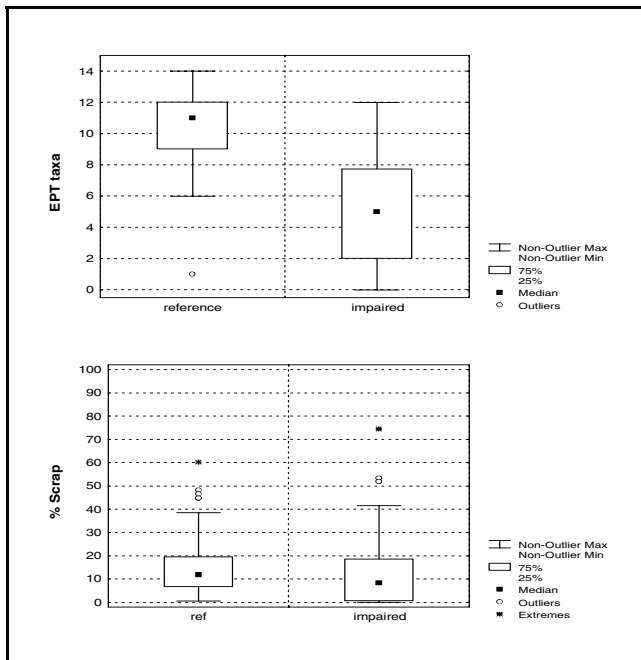 EPT taxa
14
12
10
8
6
4
2
0
reference impaired
Non-Outlier Max
Non-Outlier Min
75%
25%
Median
Outliers
% Scrap
100
90
80
70
60
50
40
30
20
10
0
ref impaired
Non-Outlier Max
Non-Outlier Min
75%
25%
Median
Outliers
Extremes